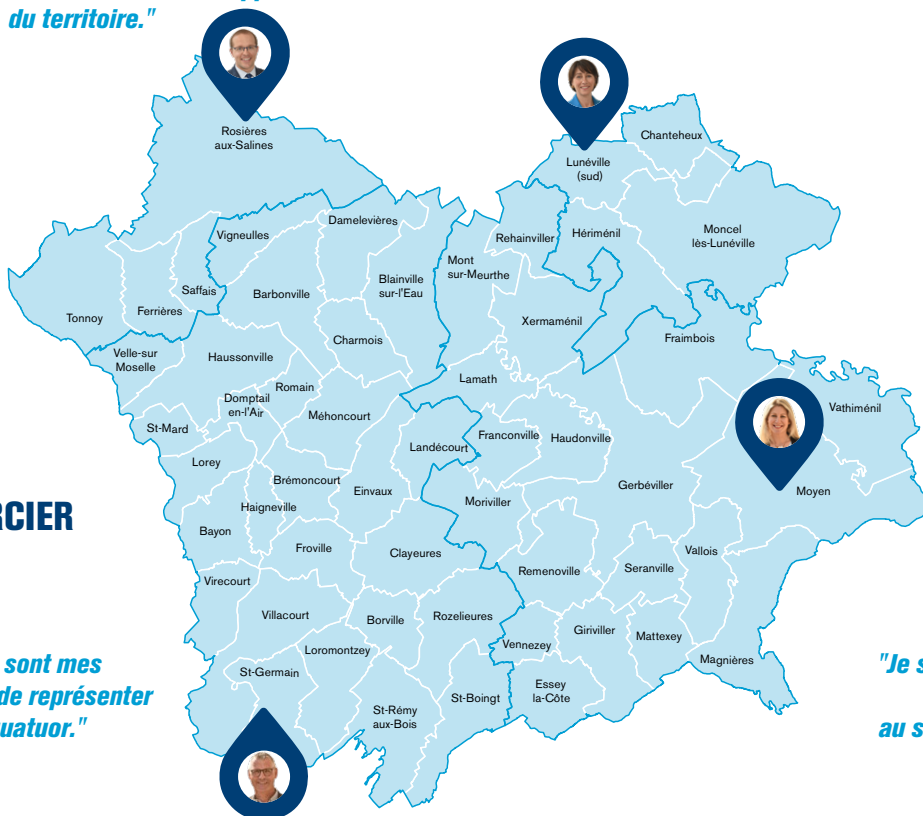 du territoire."
Rosières
aux-Salines
Chanteheux
Lunéville
(sud)
Damelevières
Vigneulles
Rehainviller
Hériménil
Moncel
lès-Lunéville
Mont
sur-Meurthe
Blainville
sur-l'Eau
Saffais
Barbonville
Ferrières
Tonnoy
Xermaménil
Charmois
Fraimbois
Velle-sur
Moselle
Haussonville
Lamath
Romain
Domptail
en-l'Air
Méhoncourt
Vathiménil
St-Mard
Franconville
Haudonville
Landécourt
Lorey
Brémoncourt
Einvaux
Gerbéviller
Moyen
Moriviller
Haigneville
RCIER
Bayon
Froville
Clayeures
Vallois
Remenoville
Seranville
Virecourt
Villacourt
Borville
Rozelieures
Giriviller
Vennezey
Mattexey
Loromontzey
Magnières
sont mes
St-Germain
"Je s
de représenter
St-Boingt
Essey
la-Côte
St-Rémy
aux-Bois
uatuor."
au s